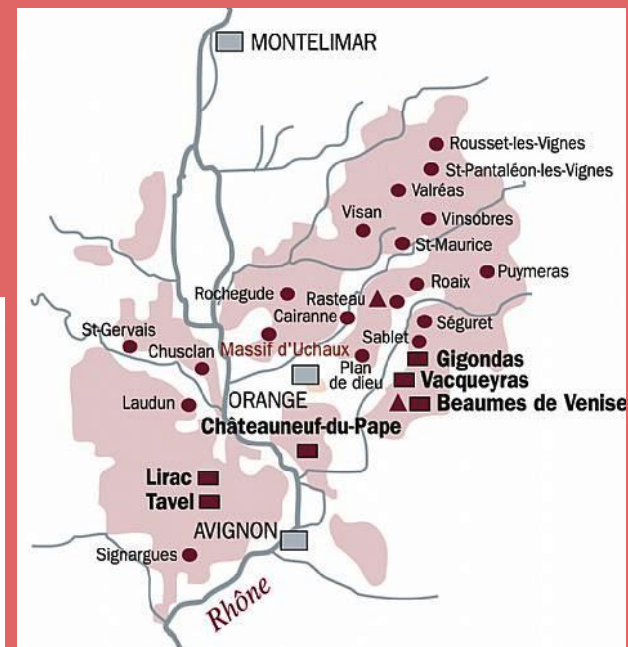 MONTELIMAR
Rousset-les-Vignes
St-Pantaléon-les-Vignes
Valréas
Visan
Vinsobres
St-Maurice
Puymeras
Roaix
Rochegude
Rasteau
Cairanne
Séguret
St-Gervais
Massif d'Uchaux
Sablet
Chusclan
Plan
de dieu
Gigondas
Vacqueyras
Laudun
ORANGE
Beaumes de Venise
Châteauneuf-du-Pape
Lirac
Tavel
AVIGNON
Signargues
Rhône